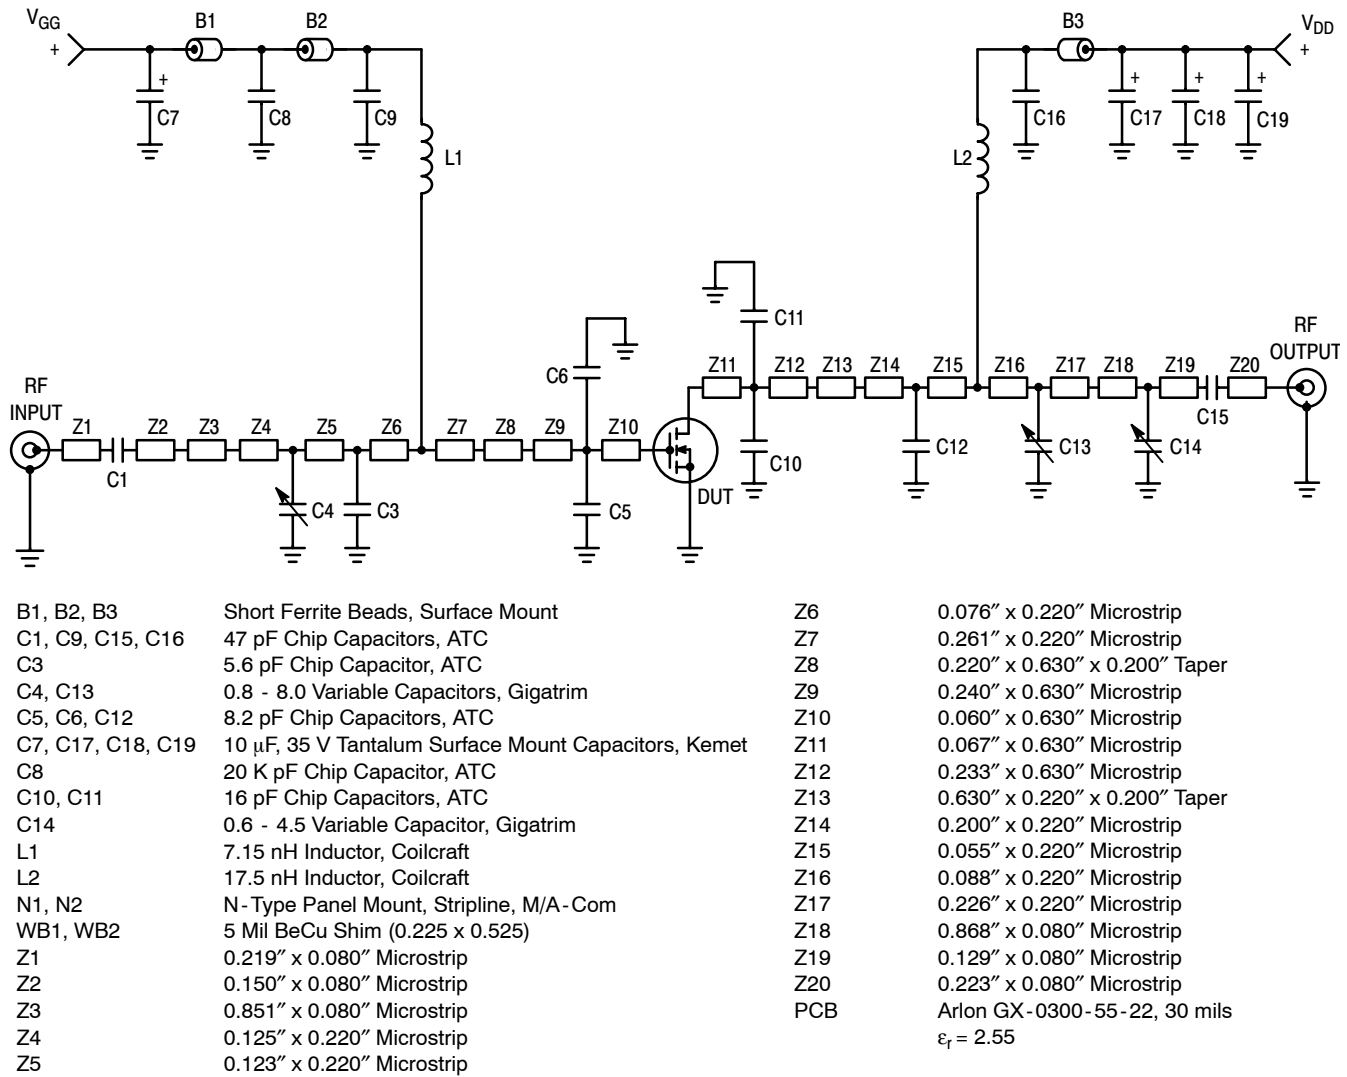 VGG
+
B1
B2
B3
VDD
+
+
C7
C8
C9
C16
+
C17
+
C18
+
C19
L1
L2
C11
RF
OUTPUT
Z11
Z12
Z13
Z14
Z15
Z16
Z17
Z18
Z19
Z20
C6
RF
INPUT
C15
Z1
Z2
Z3
Z4
Z5
Z6
Z7
Z8
Z9
Z10
C10
C12
C13
C14
C1
DUT
C4
C3
C5
B1, B2, B3 Short Ferrite Beads, Surface Mount
C1, C9, C15, C16 47 pF Chip Capacitors, ATC
C3 5.6 pF Chip Capacitor, ATC
C4, C13 0.8 - 8.0 Variable Capacitors, Gigatrim
C5, C6, C12 8.2 pF Chip Capacitors, ATC
C7, C17, C18, C19 10 μF, 35 V Tantalum Surface Mount Capacitors, Kemet
C8 20 K pF Chip Capacitor, ATC
C10, C11 16 pF Chip Capacitors, ATC
C14 0.6 - 4.5 Variable Capacitor, Gigatrim
L1 7.15 nH Inductor, Coilcraft
L2 17.5 nH Inductor, Coilcraft
N1, N2 N-Type Panel Mount, Stripline, M/A-Com
WB1, WB2 5 Mil BeCu Shim (0.225 x 0.525)
Z1 0.219″ x 0.080″ Microstrip
Z2 0.150″ x 0.080″ Microstrip
Z3 0.851″ x 0.080″ Microstrip
Z4 0.125″ x 0.220″ Microstrip
Z5 0.123″ x 0.220″ Microstrip
Z6 0.076″ x 0.220″ Microstrip
Z7 0.261″ x 0.220″ Microstrip
Z8 0.220″ x 0.630″ x 0.200″ Taper
Z9 0.240″ x 0.630″ Microstrip
Z10 0.060″ x 0.630″ Microstrip
Z11 0.067″ x 0.630″ Microstrip
Z12 0.233″ x 0.630″ Microstrip
Z13 0.630″ x 0.220″ x 0.200″ Taper
Z14 0.200″ x 0.220″ Microstrip
Z15 0.055″ x 0.220″ Microstrip
Z16 0.088″ x 0.220″ Microstrip
Z17 0.226″ x 0.220″ Microstrip
Z18 0.868″ x 0.080″ Microstrip
Z19 0.129″ x 0.080″ Microstrip
Z20 0.223″ x 0.080″ Microstrip
PCB Arlon GX-0300-55-22, 30 mils
εr = 2.55